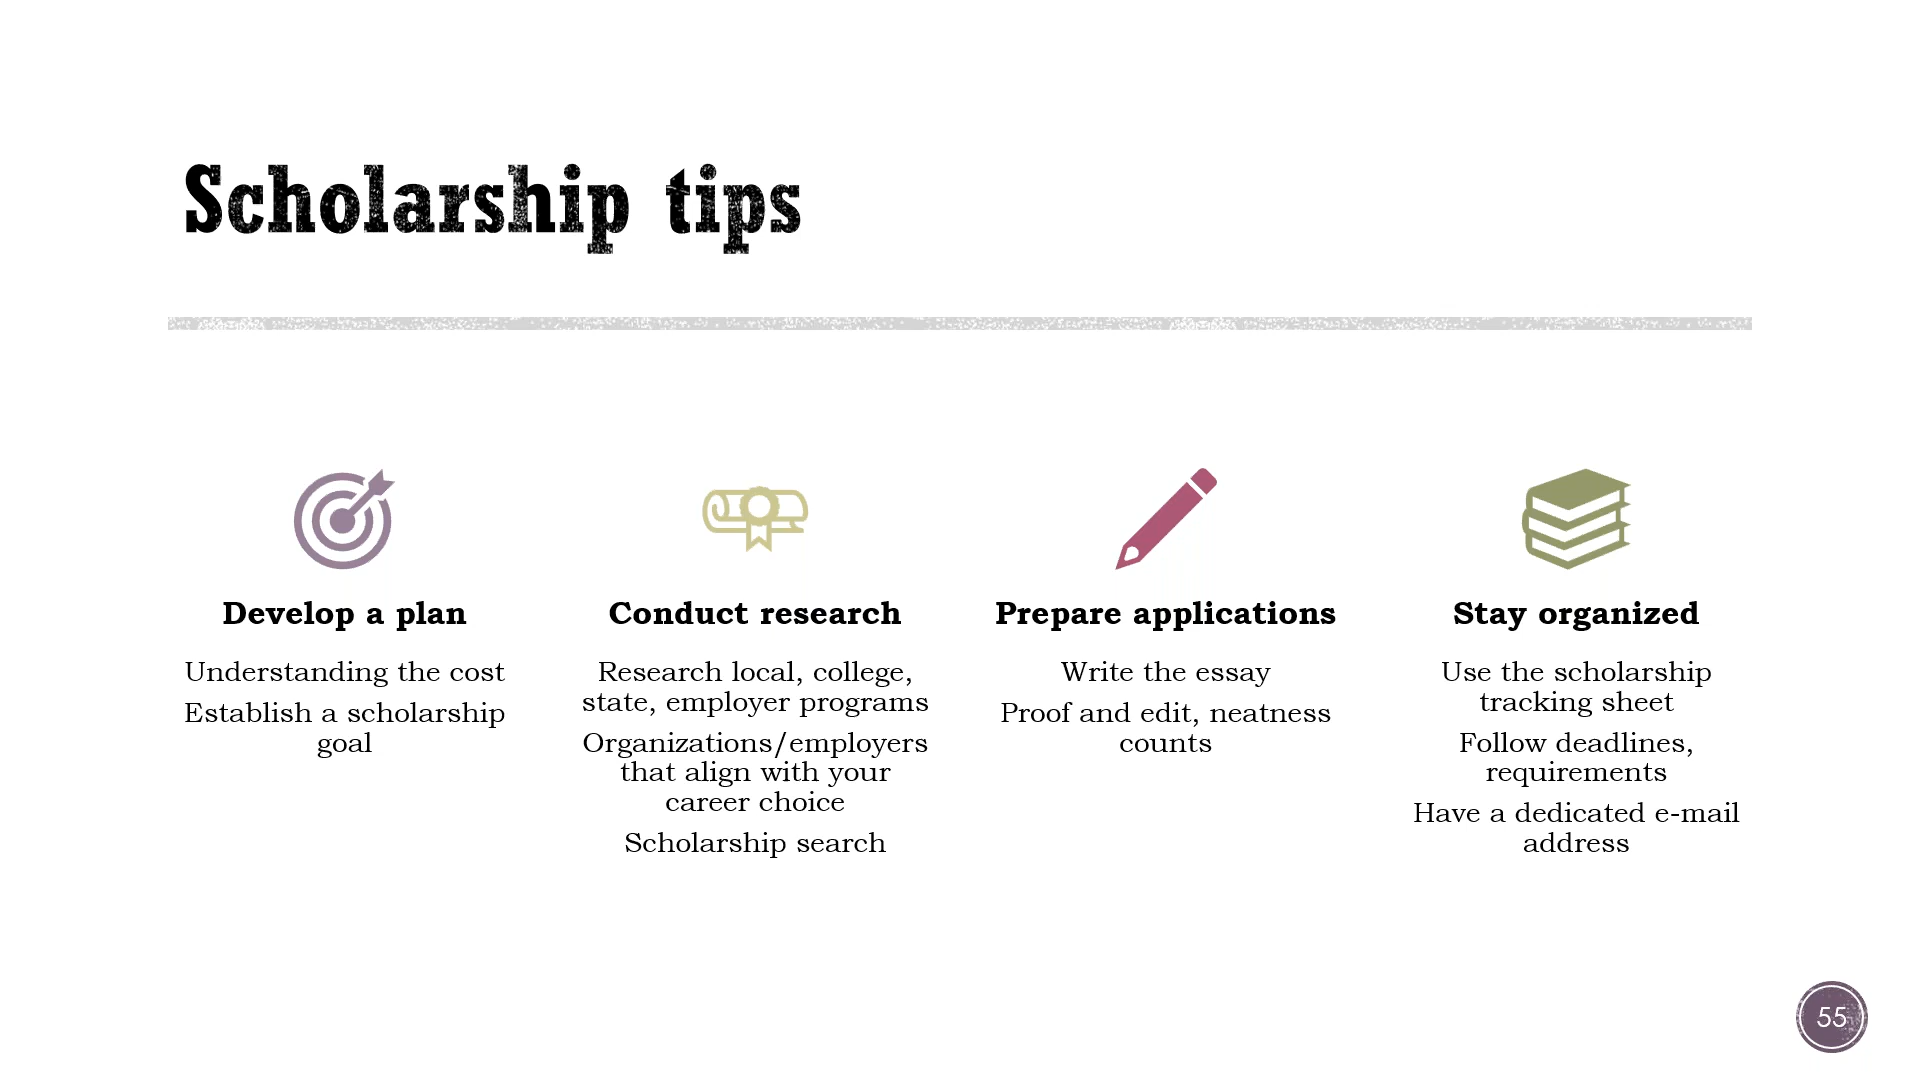 Scholarship tips
Develop a plan
Understanding the cost
Establish a scholarship
goal
Conduct research
Research local, college,
state, employer programs
Organizations/employers
that align with your
career choice
Scholarship search
Prepare applications
Write the essay
Proof and edit, neatness
counts
Stay organized
Use the scholarship
tracking sheet
Follow deadlines,
requirements
Have a dedicated e-mail
address
55